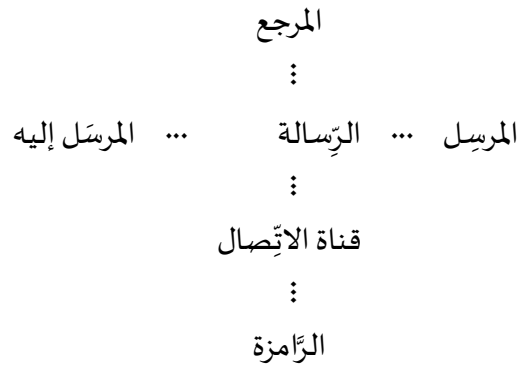 المرجع
⋮
المرسِل ... الرِّسالة ... المرسَل إليه
⋮
قناة الاتِّصال
⋮
الرَّامزة